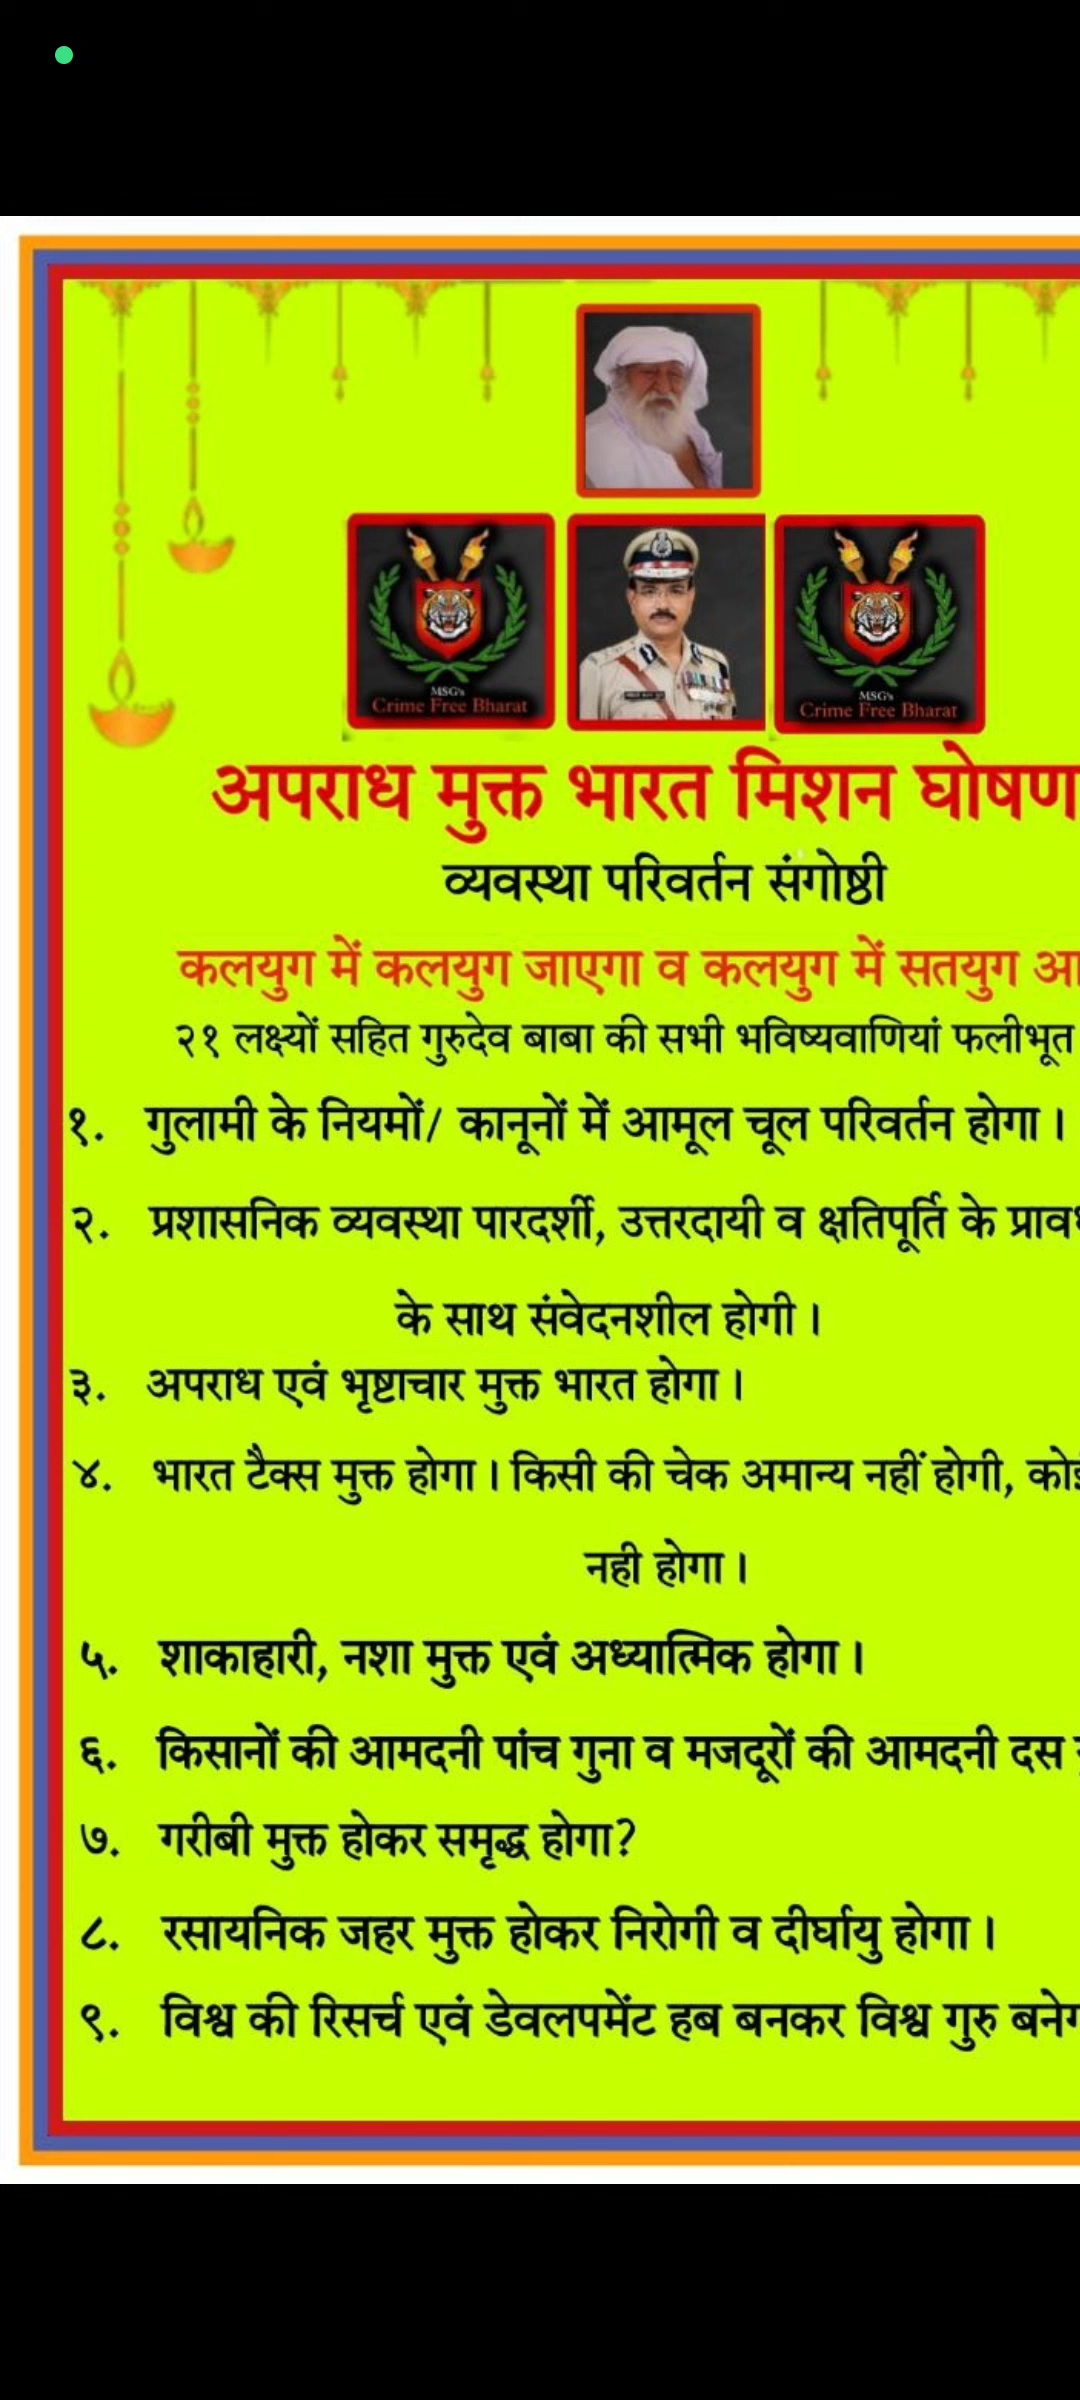 MSG's
Crime Free Bharat
MSG's
Crime Free Bharat
अपराध मुक्त भारत मिशन घोषण
व्यवस्था परिवर्तन संगोष्ठी
कलयुग में कलयुग जाएगा व कलयुग में सतयुग आ
२१ लक्ष्यों सहित गुरुदेव बाबा की सभी भविष्यवाणियां फलीभूत
१. गुलामी के नियमों/ कानूनों में आमूल चूल परिवर्तन होगा।
२. प्रशासनिक व्यवस्था पारदर्शी, उत्तरदायी व क्षतिपूर्ति के
के साथ संवेदनशील होगी।
३. अपराध एवं भृष्टाचार मुक्त भारत होगा।
४. भारत टैक्स मुक्त होगा। किसी की चेक अमान्य नहीं होगी,
नही होगा।
५. शाकाहारी, नशा मुक्त एवं अध्यात्मिक होगा।
६. किसानों की आमदनी पांच गुना व मजदूरों की आमदनी दस
७. गरीबी मुक्त होकर समृद्ध होगा?
८. रसायनिक जहर मुक्त होकर निरोगी व दीर्घायु होगा।
९. विश्व की रिसर्च एवं डेवलपमेंट हब बनकर विश्व गुरु